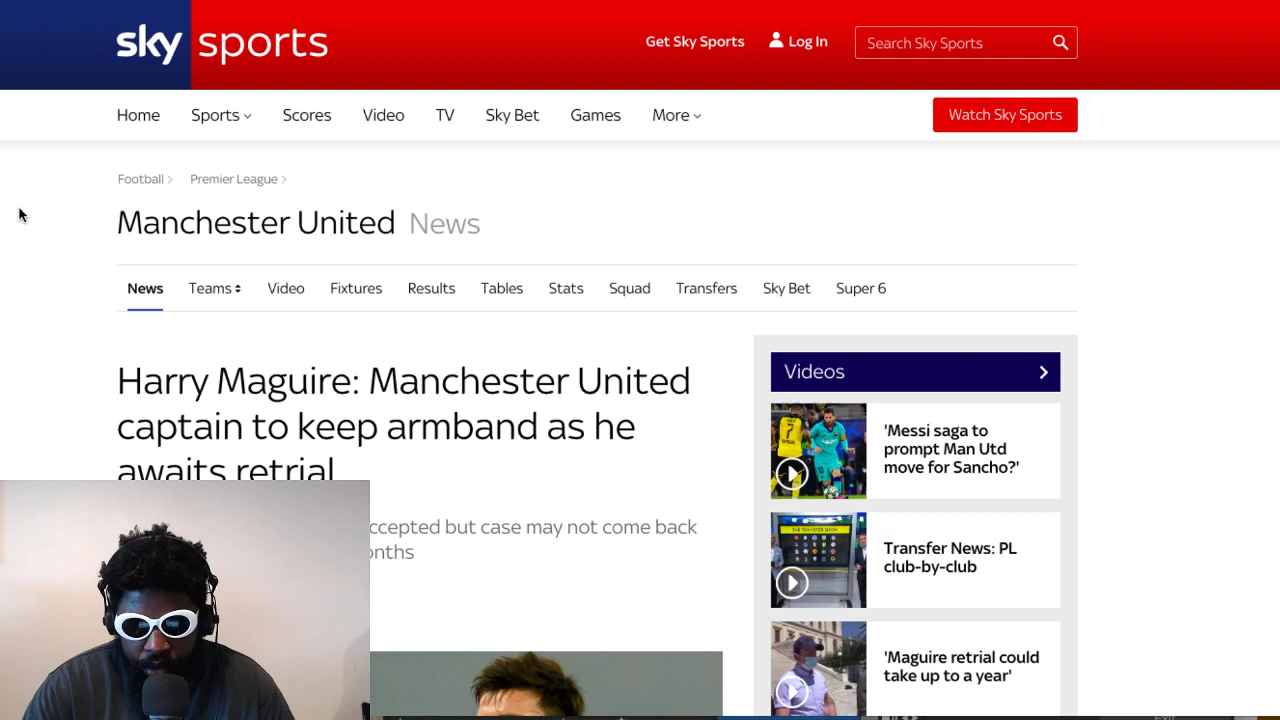 sky sports
Get Sky Sports Log In Search Sky Sports
Home Sports Scores Video TV Sky Bet Games More Watch Sky Sports
Football Premier League
Manchester United News
News Teams Video Fixtures Results Tables Stats Squad Transfers Sky Bet Super 6
Harry Maguire: Manchester United
captain to keep armband as he
awaits retrial
ccepted but case may not come back
onths
Videos
'Messi saga to
prompt Man Utd
move for Sancho?'
THE TRANSFER SHOW
Transfer News: PL
club-by-club
'Maguire retrial could
take up to a year'